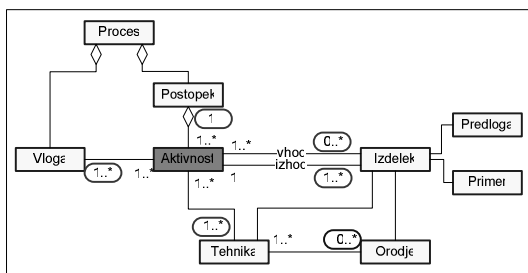 Proces
Postopek
1
1..* 1..* 0..*
Vloga Aktivnost vhod Izdelek Predloga
izhod
1..* 1..* 1..* 1 1..* Primer
1..*
Tehnika 1..* 0..* Orodje